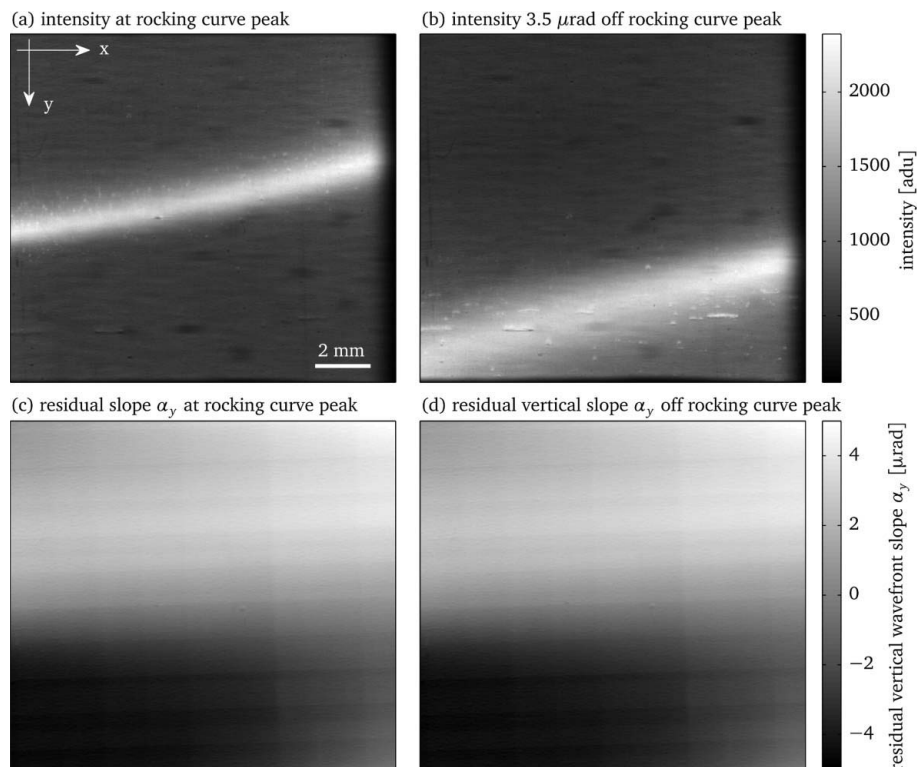 (a) intensity at rocking curve peak
(b) intensity 3.5 μrad off rocking curve peak
x
y
2 mm
2000
1500
1000
500
intensity [adu]
(c) residual slope αy at rocking curve peak
(d) residual vertical slope αy off rocking curve peak
4
2
0
−2
−4
residual vertical wavefront slope αy [μrad]